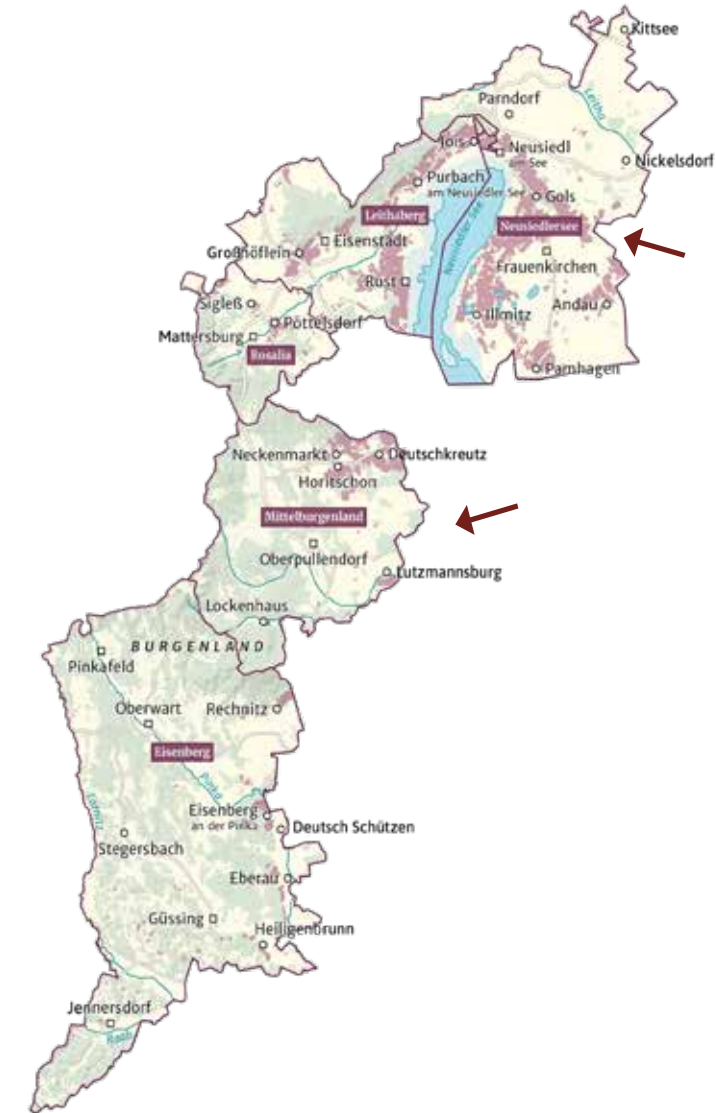 Kittsee
Leitha
Parndorf
Jois
Neusiedl
am See
Nickelsdorf
Purbach
am Neusiedler See
Gols
Leithaberg
Neusiedlersee
Neusiedler See
Eisenstadt
Großhöflein
Frauenkirchen
Rust
Sigleß
Illmitz
Andau
Pöttelsdorf
Mattersburg
Rosalia
Pamhagen
Neckenmarkt
Deutschkreutz
Horitschon
Mittelburgenland
Oberpullendorf
Lutzmannsburg
Lockenhaus
BURGENLAND
Pinkafeld
Oberwart
Rechnitz
Eisenberg
Pinka
Lafnitz
Eisenberg
an der Pinka
Deutsch Schützen
Stegersbach
Eberau
Güssing
Heiligenbrunn
Jennersdorf
Raab